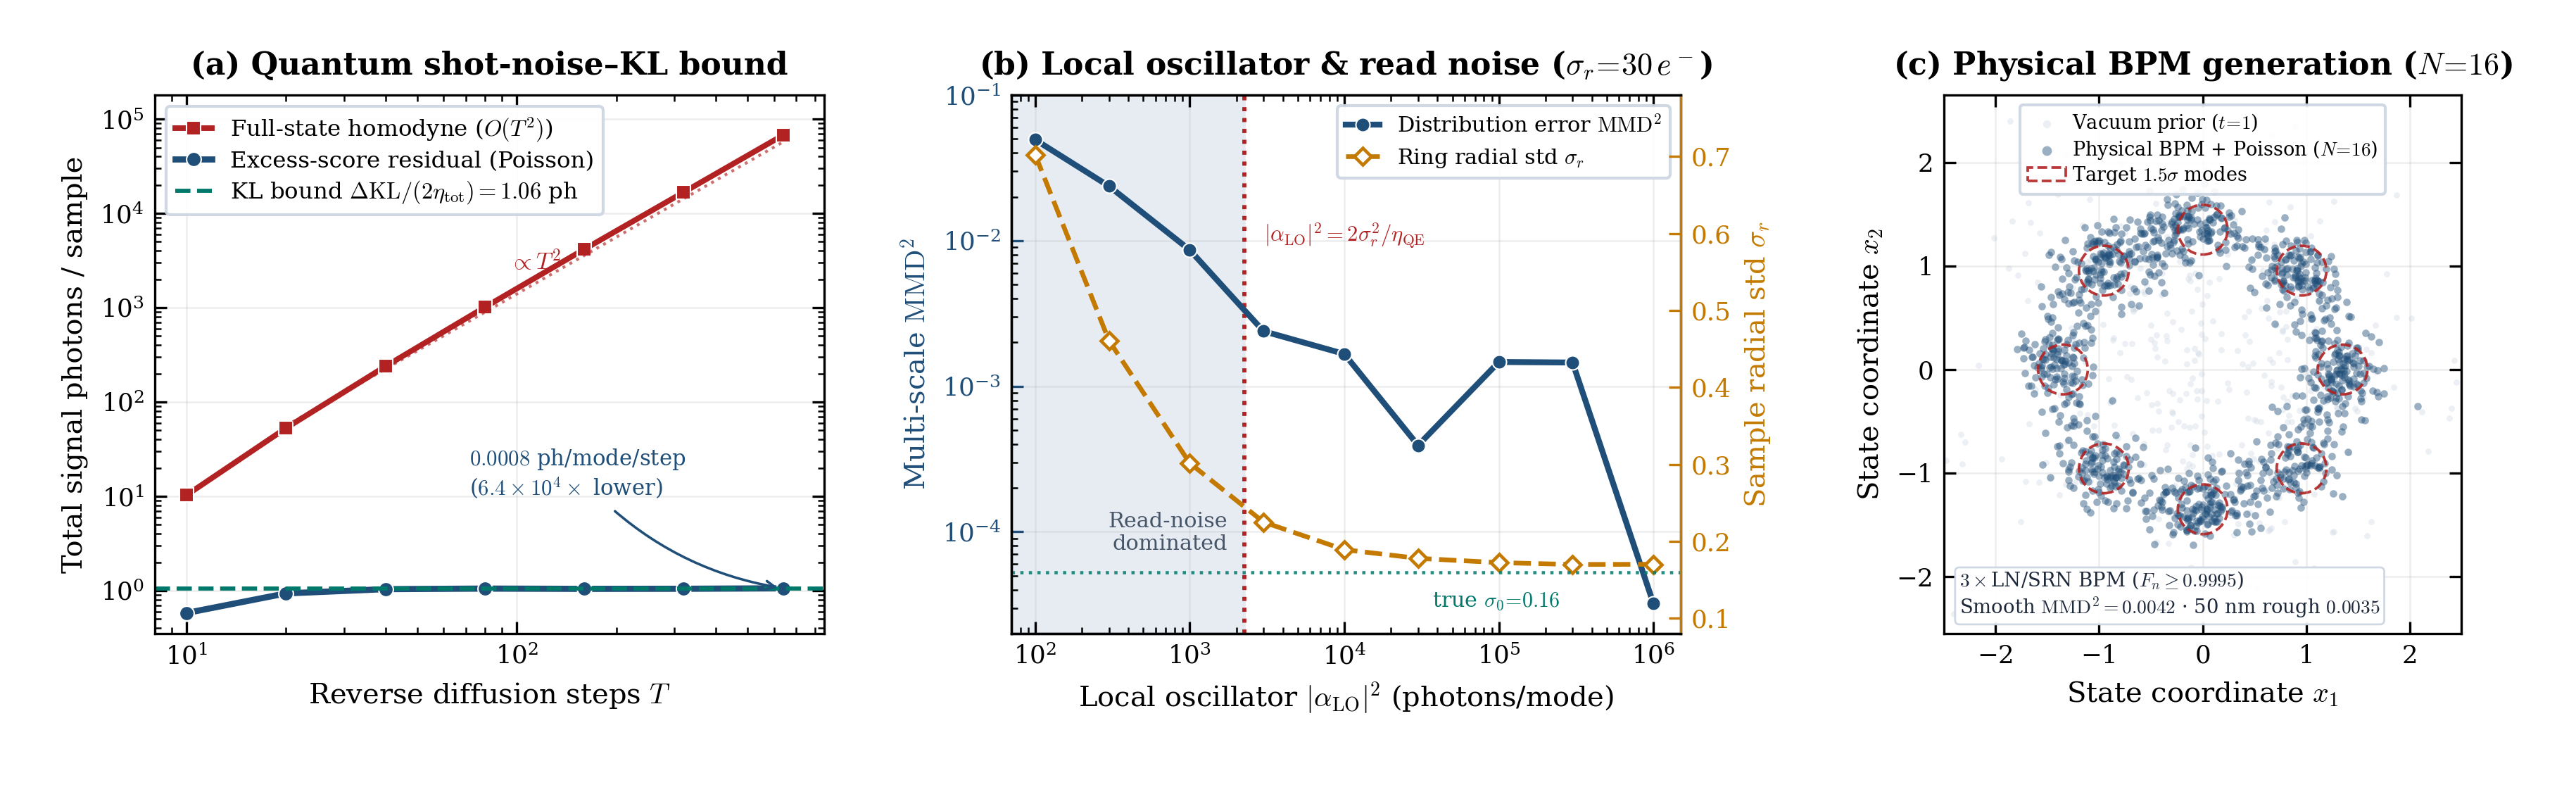 (a) Quantum shot-noise–KL bound
Total signal photons / sample
10⁵
10⁴
10³
10²
10¹
10⁰
Full-state homodyne (O(T²))
Excess-score residual (Poisson)
KL bound ΔKL/(2η_tot) = 1.06 ph
∝ T²
0.0008 ph/mode/step
(6.4 × 10⁴ × lower)
10¹ 10²
Reverse diffusion steps T
(b) Local oscillator & read noise (σ_r=30 e⁻)
Multi-scale MMD²
10⁻¹
10⁻²
10⁻³
10⁻⁴
Distribution error MMD²
Ring radial std σ_r
|α_LO|² = 2σ_r²/η_QE
Read-noise
dominated
true σ₀=0.16
0.7
0.6
0.5
0.4
0.3
0.2
0.1
Sample radial std σ_r
10² 10³ 10⁴ 10⁵ 10⁶
Local oscillator |α_LO|² (photons/mode)
(c) Physical BPM generation (N=16)
State coordinate x₂
2
1
0
−1
−2
Vacuum prior (t=1)
Physical BPM + Poisson (N=16)
Target 1.5σ modes
3×LN/SRN BPM (F_n ≥ 0.9995)
Smooth MMD² = 0.0042 · 50 nm rough 0.0035
−2 −1 0 1 2
State coordinate x₁